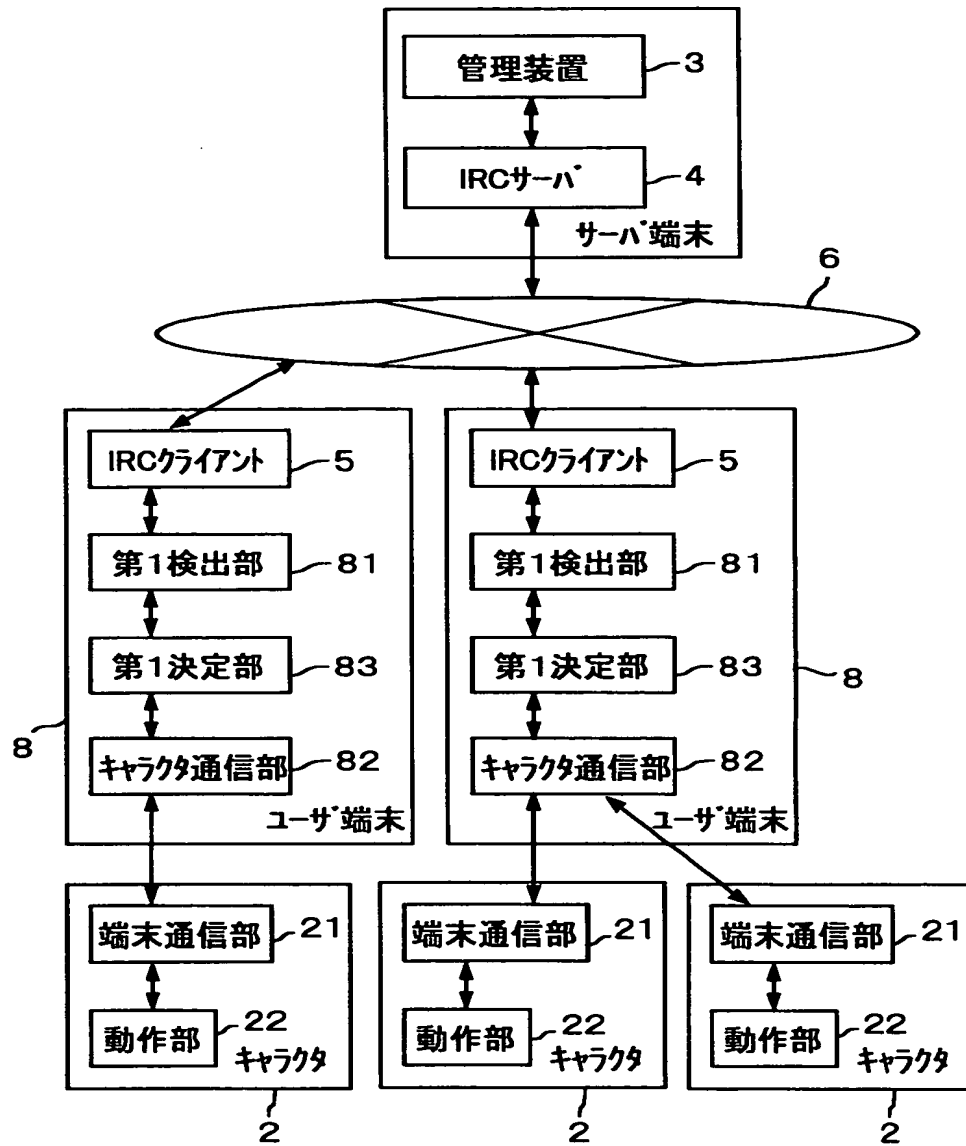 管理装置
3
IRCサーバ
4
サーバ端末
6
IRCクライアント
5
第1検出部
81
第1決定部
83
キャラクタ通信部
82
ユーザ端末
8
IRCクライアント
5
第1検出部
81
第1決定部
83
キャラクタ通信部
82
ユーザ端末
8
端末通信部
21
動作部
22
キャラクタ
2
端末通信部
21
動作部
22
キャラクタ
2
端末通信部
21
動作部
22
キャラクタ
2